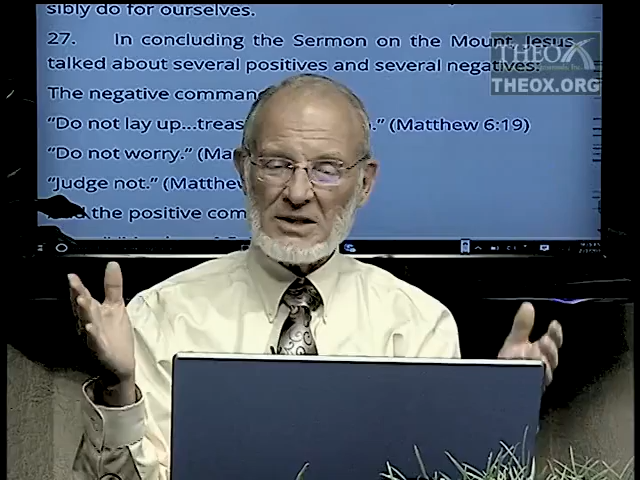 sibly do for ourselves.
27. In concluding the Sermon on the Mount, Jesus
talked about several positives and several negatives:
The negative comman
"Do not lay up...treas ." (Matthew 6:19)
"Do not worry." (Ma
"Judge not." (Matthew
the positive com
THEOX
THEOX.ORG